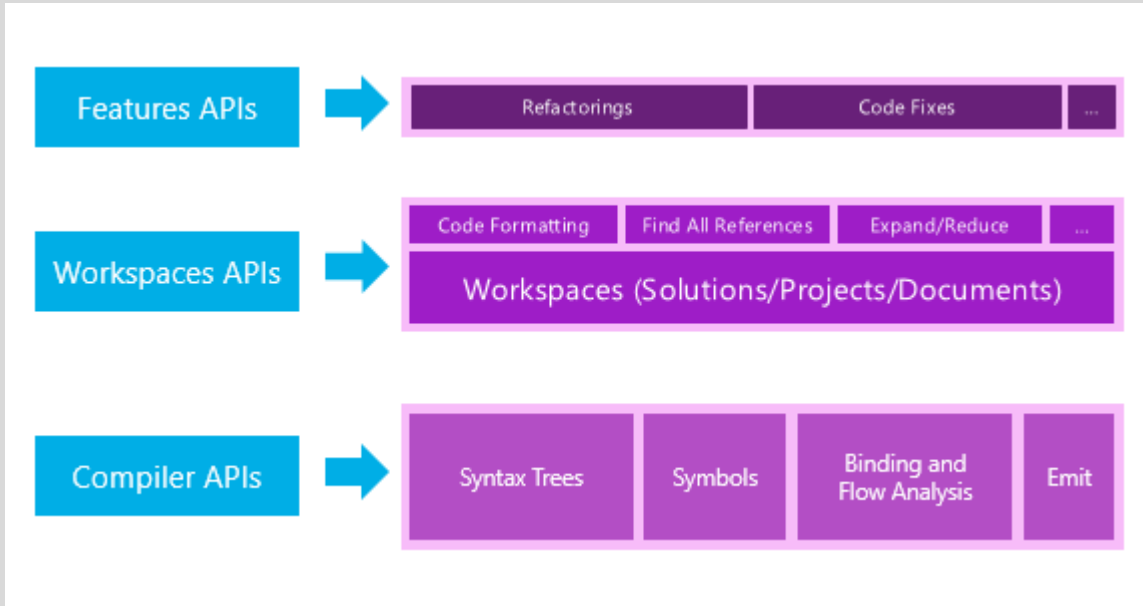 Features APIs
Refactorings
Code Fixes
...
Workspaces APIs
Code Formatting
Find All References
Expand/Reduce
...
Workspaces (Solutions/Projects/Documents)
Compiler APIs
Syntax Trees
Symbols
Binding and
Flow Analysis
Emit